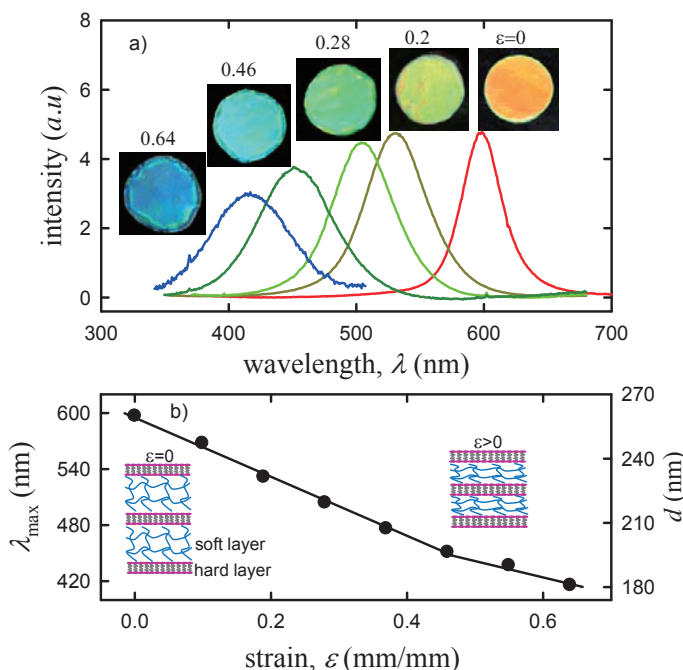 a)
0.64
0.46
0.28
0.2
ε=0
intensity (a.u)
8
6
4
2
0
300 400 500 600 700
wavelength, λ (nm)
b)
λmax (nm)
600
540
480
420
ε=0
soft layer
hard layer
ε>0
270
240
210
180
d (nm)
0.0 0.2 0.4 0.6
strain, ε (mm/mm)